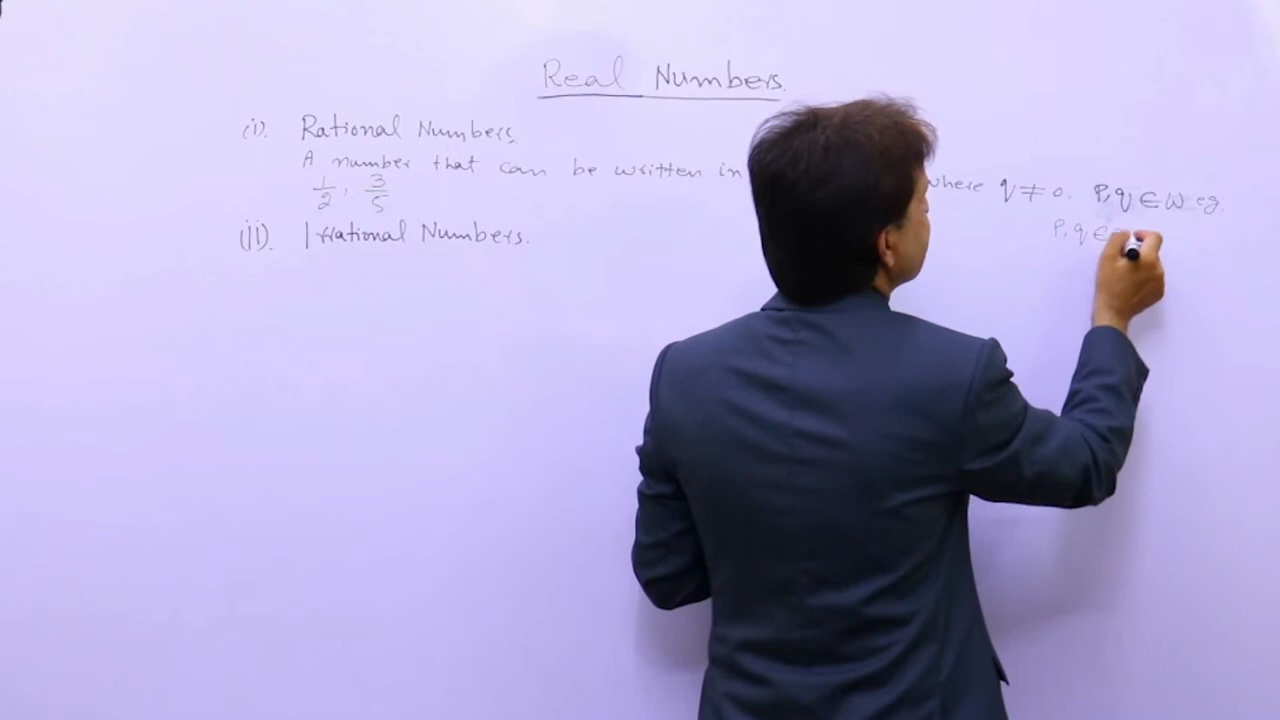 Real Numbers.
(i). Rational Numbers.
A number that can be written in where q ≠ 0. P,q ∈ W eg.
1/2, 3/5
P,q ∈
(ii). Irrational Numbers.